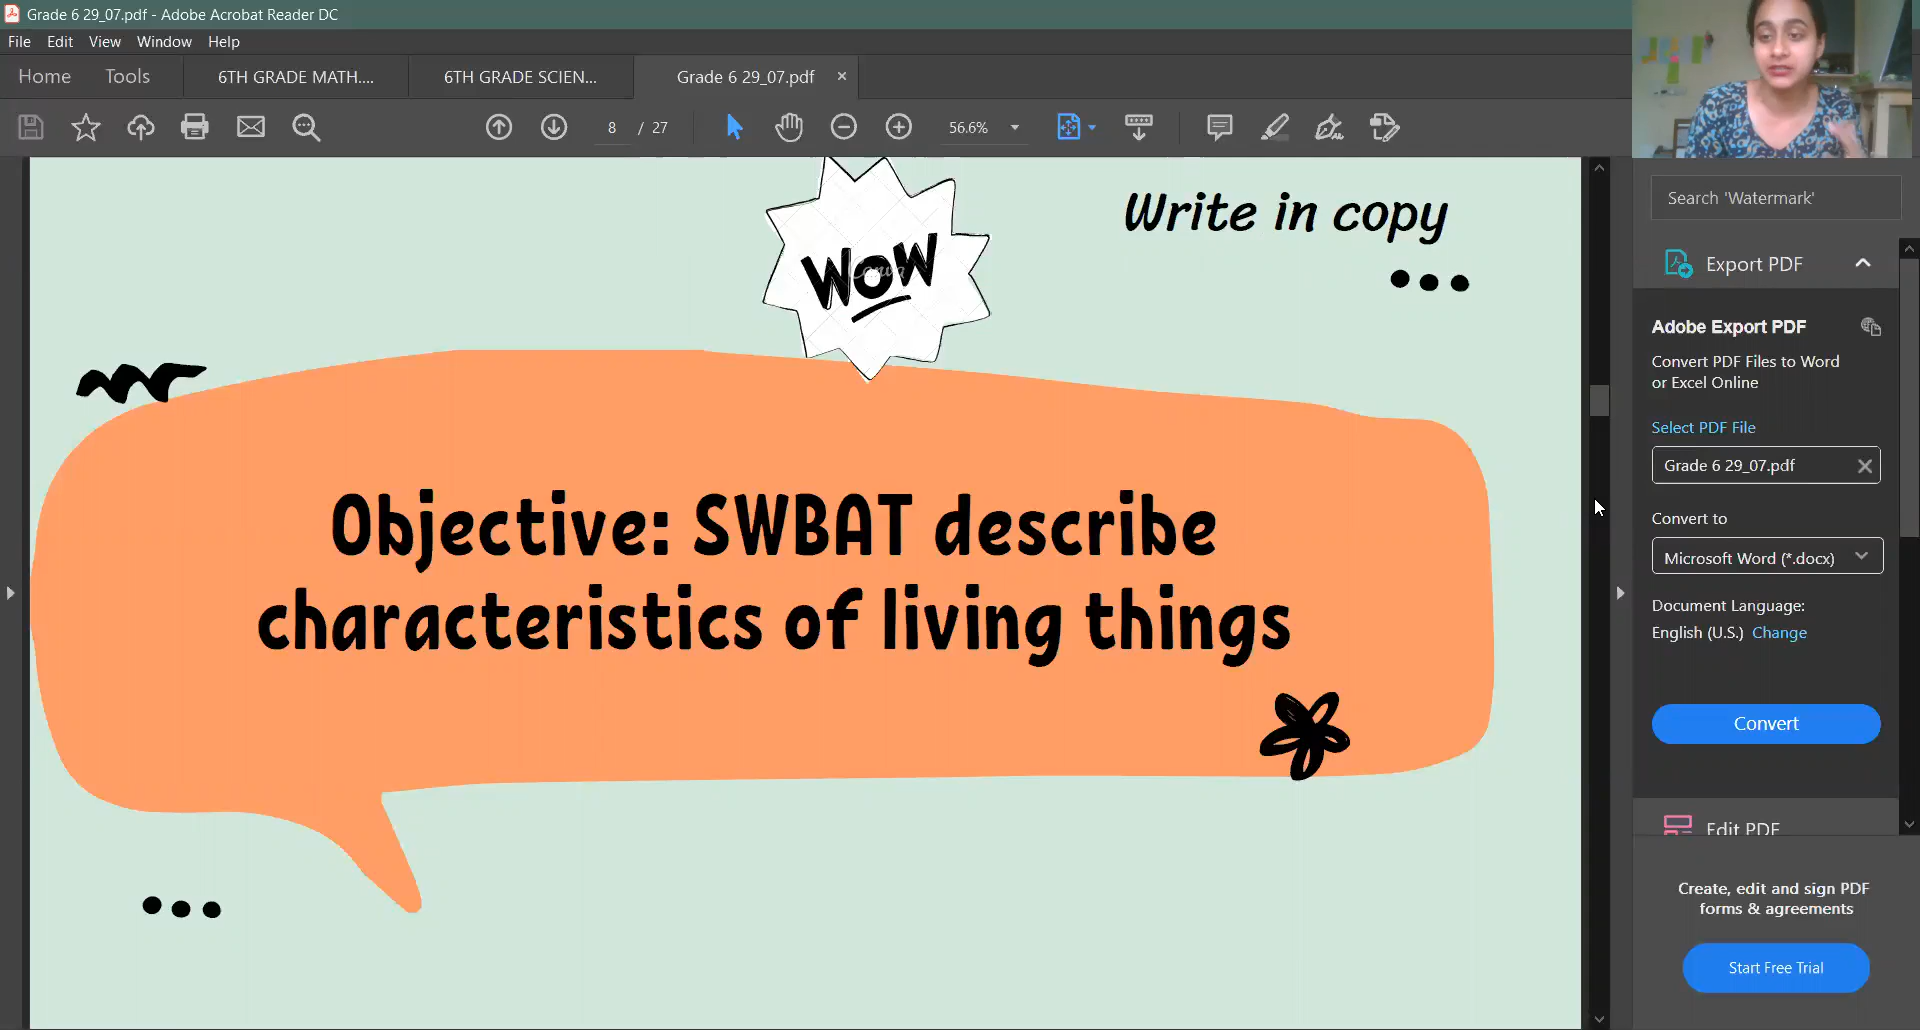 Grade 6 29_07.pdf - Adobe Acrobat Reader DC
File Edit View Window Help
Home Tools 6TH GRADE MATH.... 6TH GRADE SCIEN... Grade 6 29_07.pdf ×
8 / 27 56.6%
Search 'Watermark'
Export PDF
Adobe Export PDF
Convert PDF Files to Word
or Excel Online
Select PDF File
Grade 6 29_07.pdf
Convert to
Microsoft Word (*.docx)
Document Language:
English (U.S.) Change
Convert
Edit PDF
Create, edit and sign PDF
forms & agreements
Start Free Trial
Write in copy
WOW
Canva
Objective: SWBAT describe
characteristics of living things